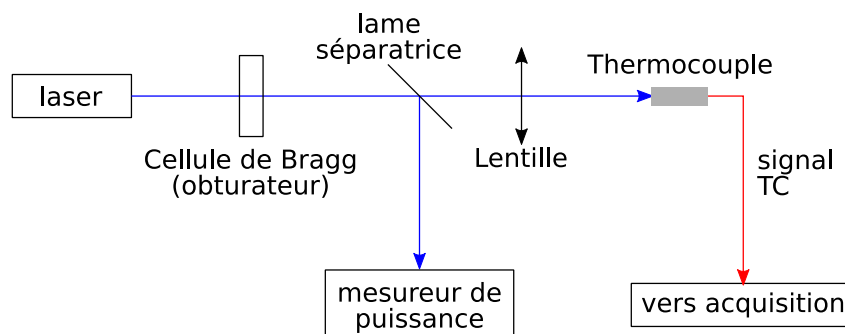 laser
Cellule de Bragg
(obturateur)
lame
séparatrice
Lentille
Thermocouple
signal
TC
mesureur de
puissance
vers acquisition